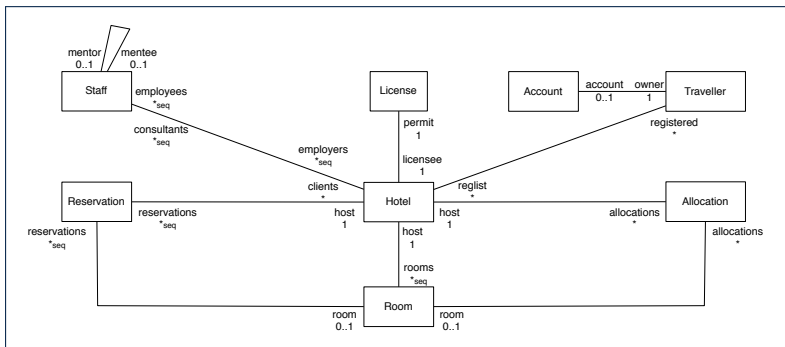 mentor mentee
0..1 0..1
Staff
License
Account
account owner
0..1 1
Traveller
employees
*seq
consultants
*seq
permit
1
registered
*
employers
*seq
licensee
1
clients
*
reglist
*
Reservation
Hotel
Allocation
reservations
*seq
reservations
*seq
host
1
host
1
allocations
*
allocations
*
host
1
rooms
*seq
Room
room
0..1
room
0..1